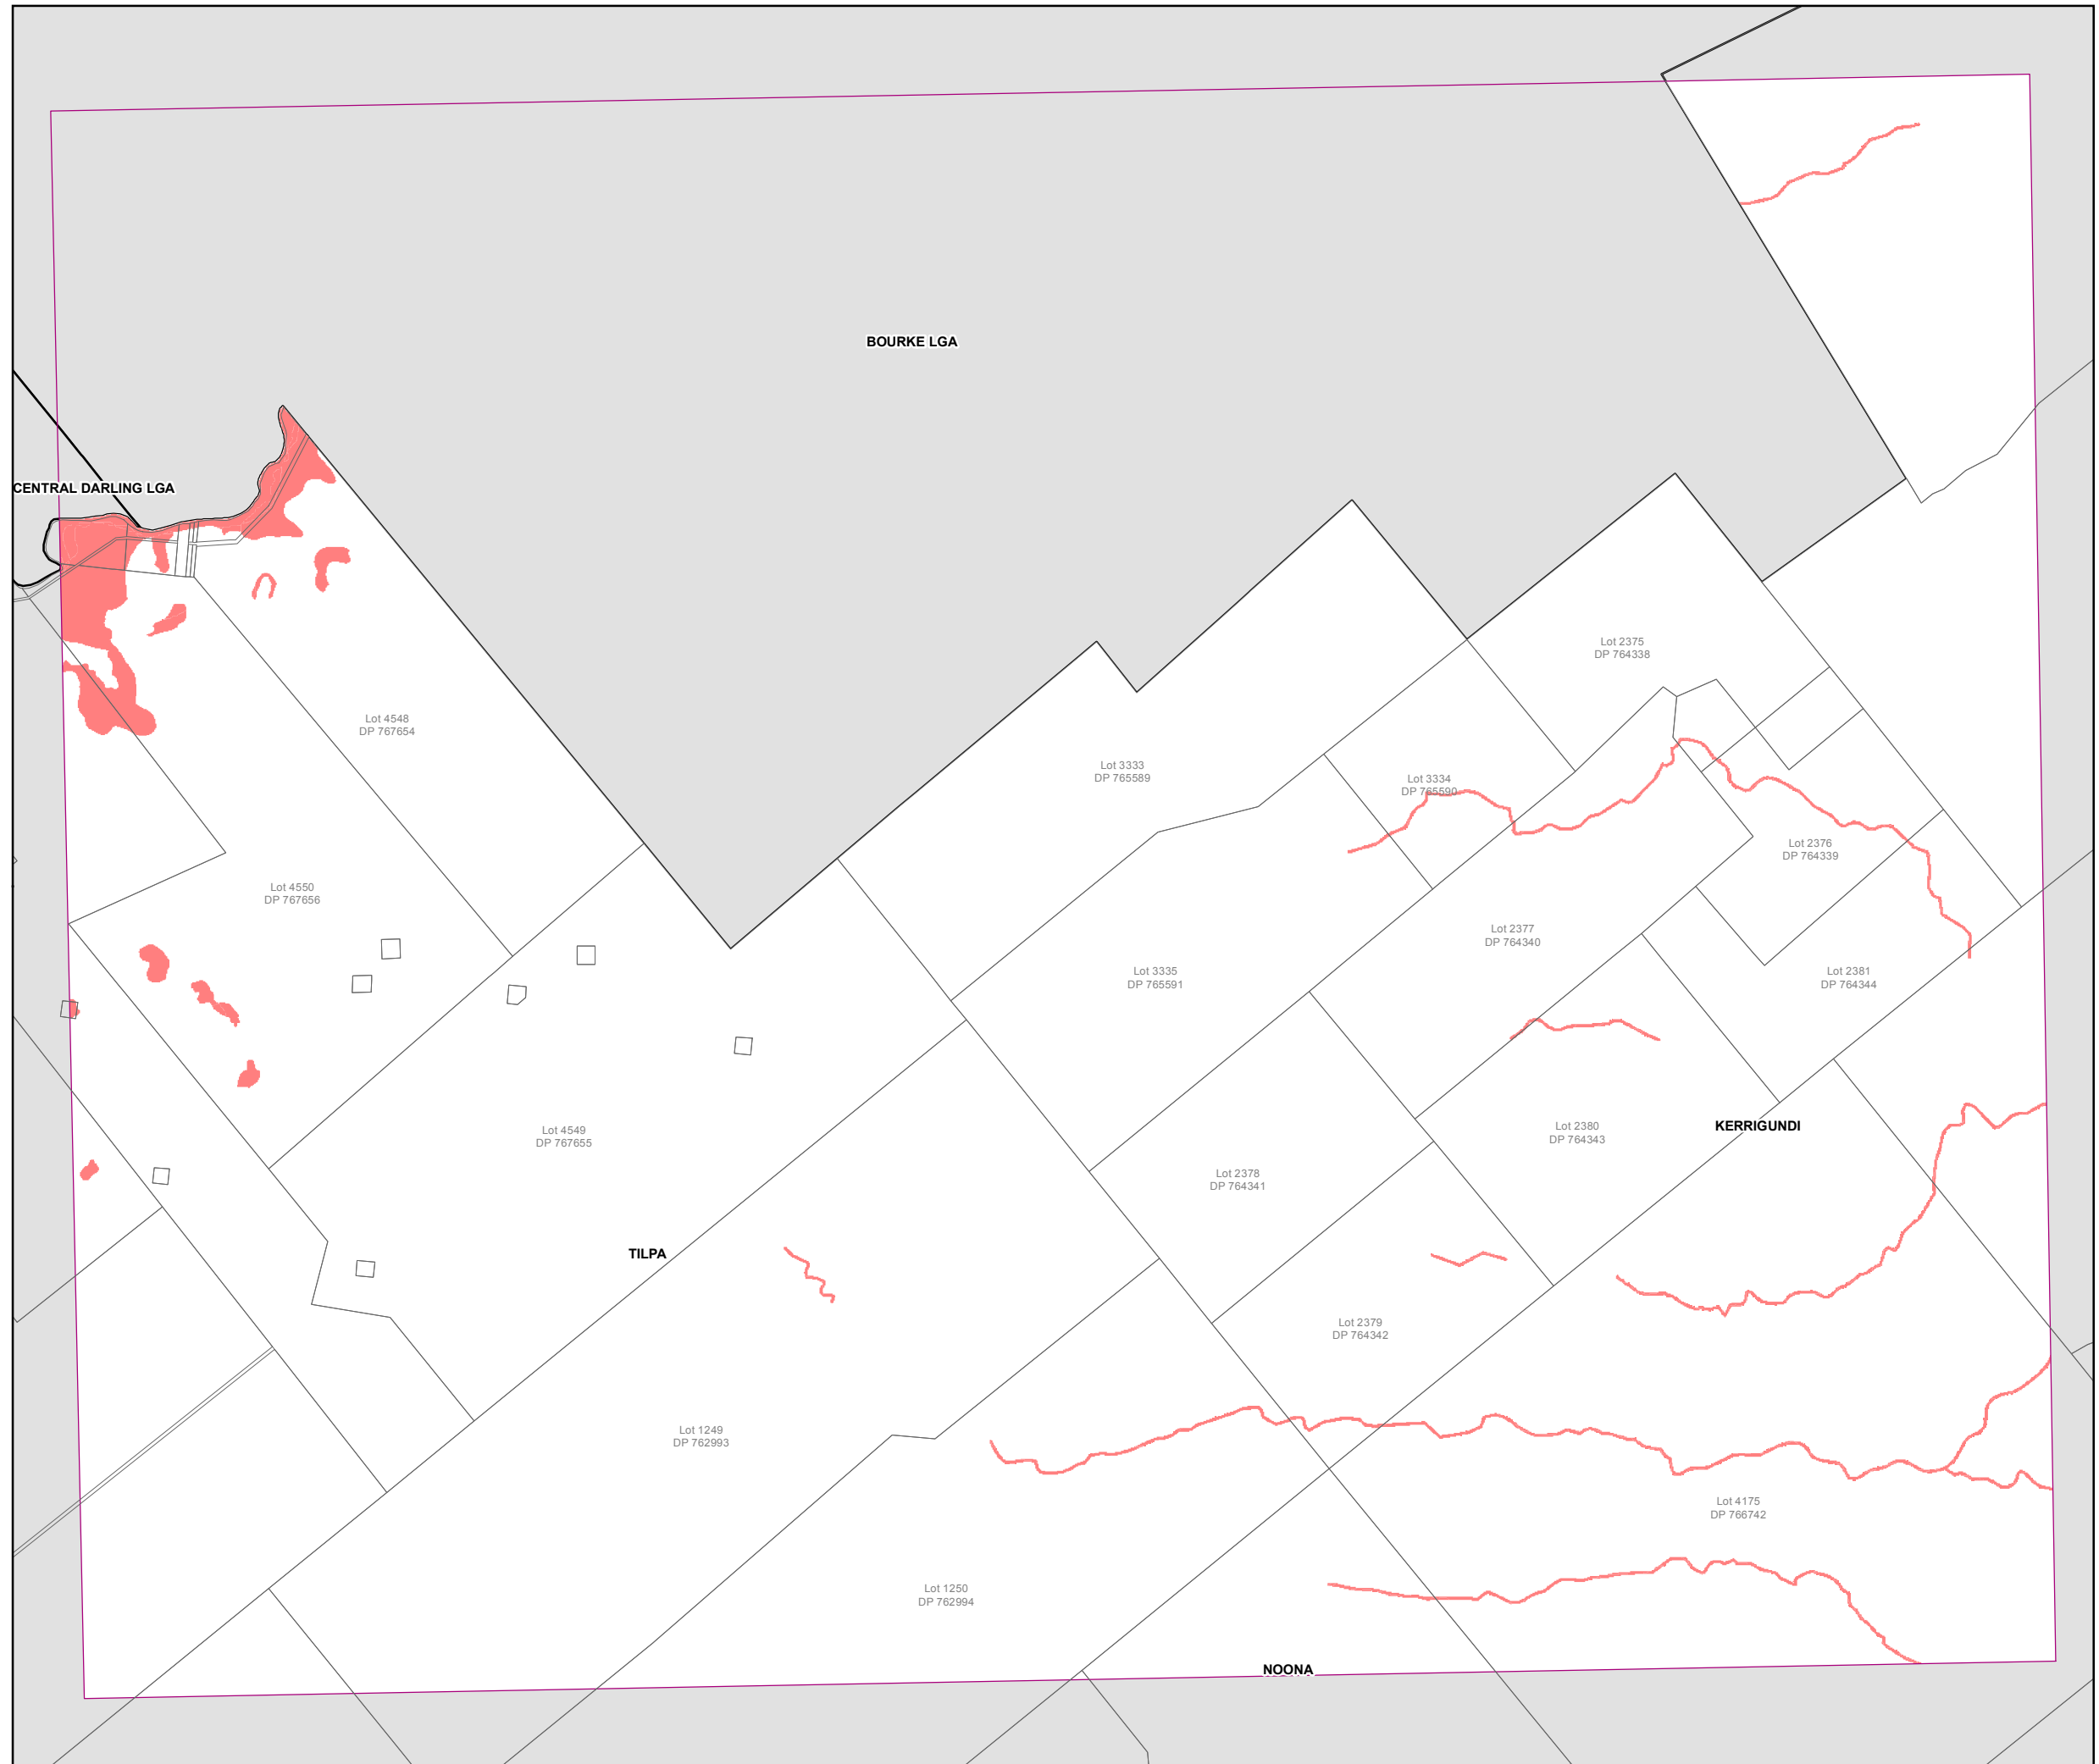 BOURKE LGA
CENTRAL DARLING LGA
Lot 2375
DP 764338
Lot 4548
DP 767654
Lot 3333
DP 765589
Lot 3334
DP 765590
Lot 2376
DP 764339
Lot 4550
DP 767656
Lot 2377
DP 764340
Lot 3335
DP 765591
Lot 2381
DP 764344
Lot 4549
DP 767655
Lot 2380
DP 764343
KERRIGUNDI
Lot 2378
DP 764341
TILPA
Lot 2379
DP 764342
Lot 1249
DP 762993
Lot 4175
DP 766742
Lot 1250
DP 762994
NOONA